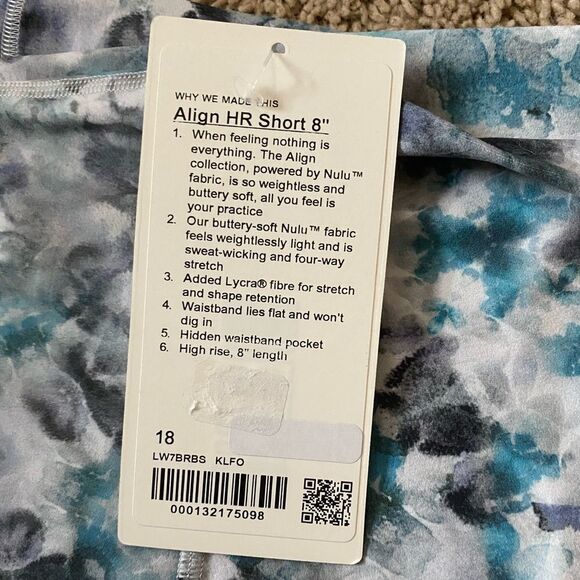 WHY WE MADE THIS
Align HR Short 8"
1. When feeling nothing is
everything. The Align
collection, powered by Nulu™
fabric, is so weightless and
buttery soft, all you feel is
your practice
2. Our buttery-soft Nulu™ fabric
feels weightlessly light and is
sweat-wicking and four-way
stretch
3. Added Lycra® fibre for stretch
and shape retention
4. Waistband lies flat and won't
dig in
5. Hidden waistband pocket
6. High rise, 8" length
18
LW7BRBS KLFO
000132175098